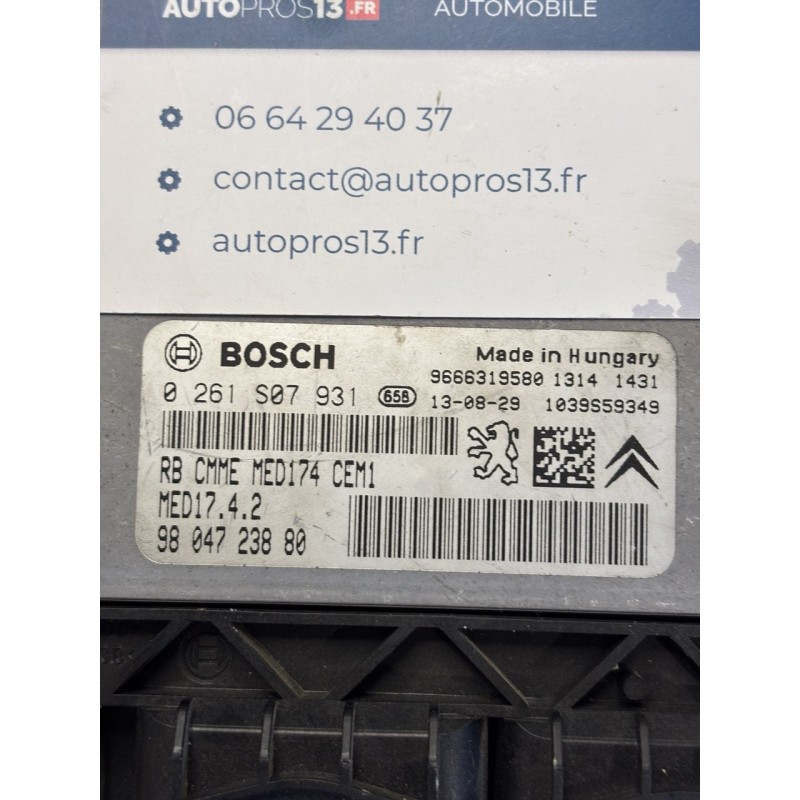 AUTOPROS13.FR AUTOMOBILE
06 64 29 40 37
contact@autopros13.fr
autopros13.fr
BOSCH Made in Hungary
9666319580 1314 1431
0 261 S07 931 658 13-08-29 1039S59349
RB CMME MED174 CEM1
MED17.4.2
98 047 238 80